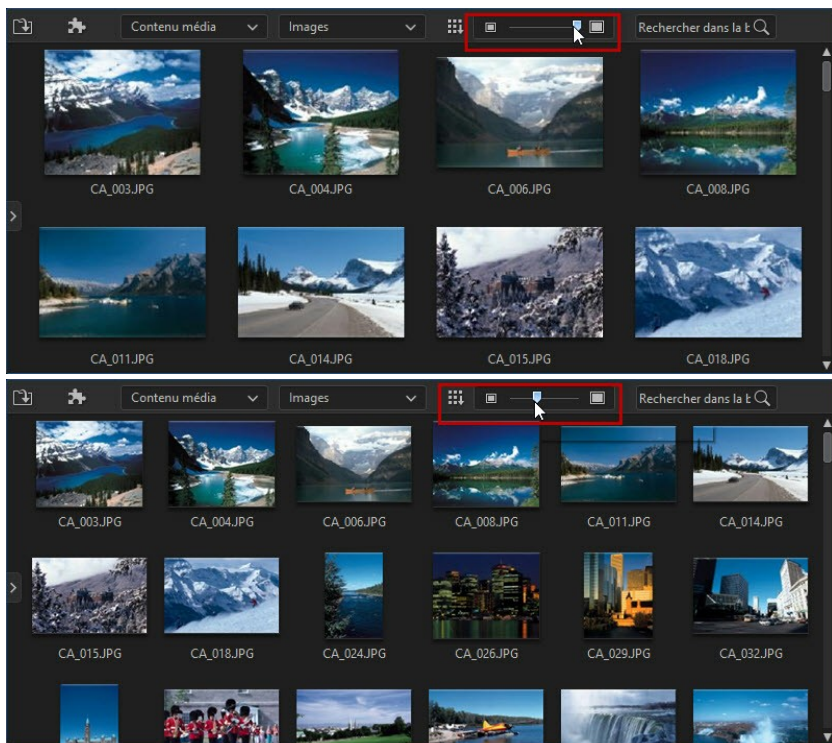 Contenu média Images Rechercher dans la b
CA_003.JPG CA_004.JPG CA_006.JPG CA_008.JPG
CA_011.JPG CA_014.JPG CA_015.JPG CA_018.JPG
Contenu média Images Rechercher dans la b
CA_003.JPG CA_004.JPG CA_006.JPG CA_008.JPG CA_011.JPG CA_014.JPG
CA_015.JPG CA_018.JPG CA_024.JPG CA_026.JPG CA_029.JPG CA_032.JPG